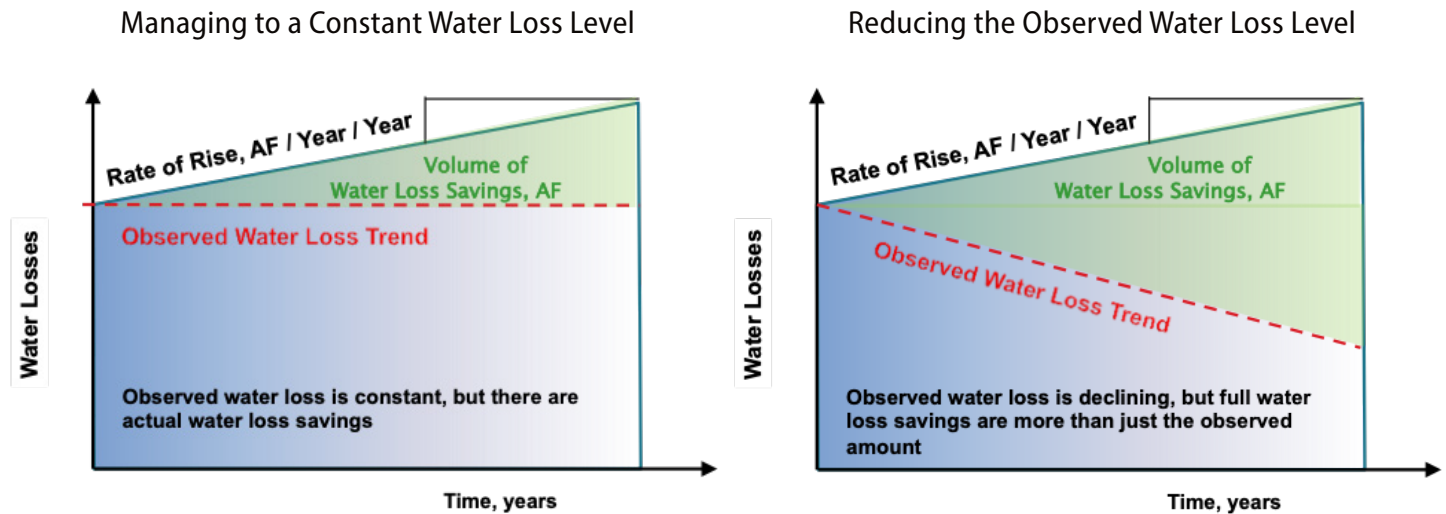 Managing to a Constant Water Loss Level
Rate of Rise, AF / Year / Year
Volume of
Water Loss Savings, AF
Observed Water Loss Trend
Water Losses
Observed water loss is constant, but there are
actual water loss savings
Time, years
Reducing the Observed Water Loss Level
Rate of Rise, AF / Year / Year
Volume of
Water Loss Savings, AF
Observed Water Loss Trend
Water Losses
Observed water loss is declining, but full water
loss savings are more than just the observed
amount
Time, years